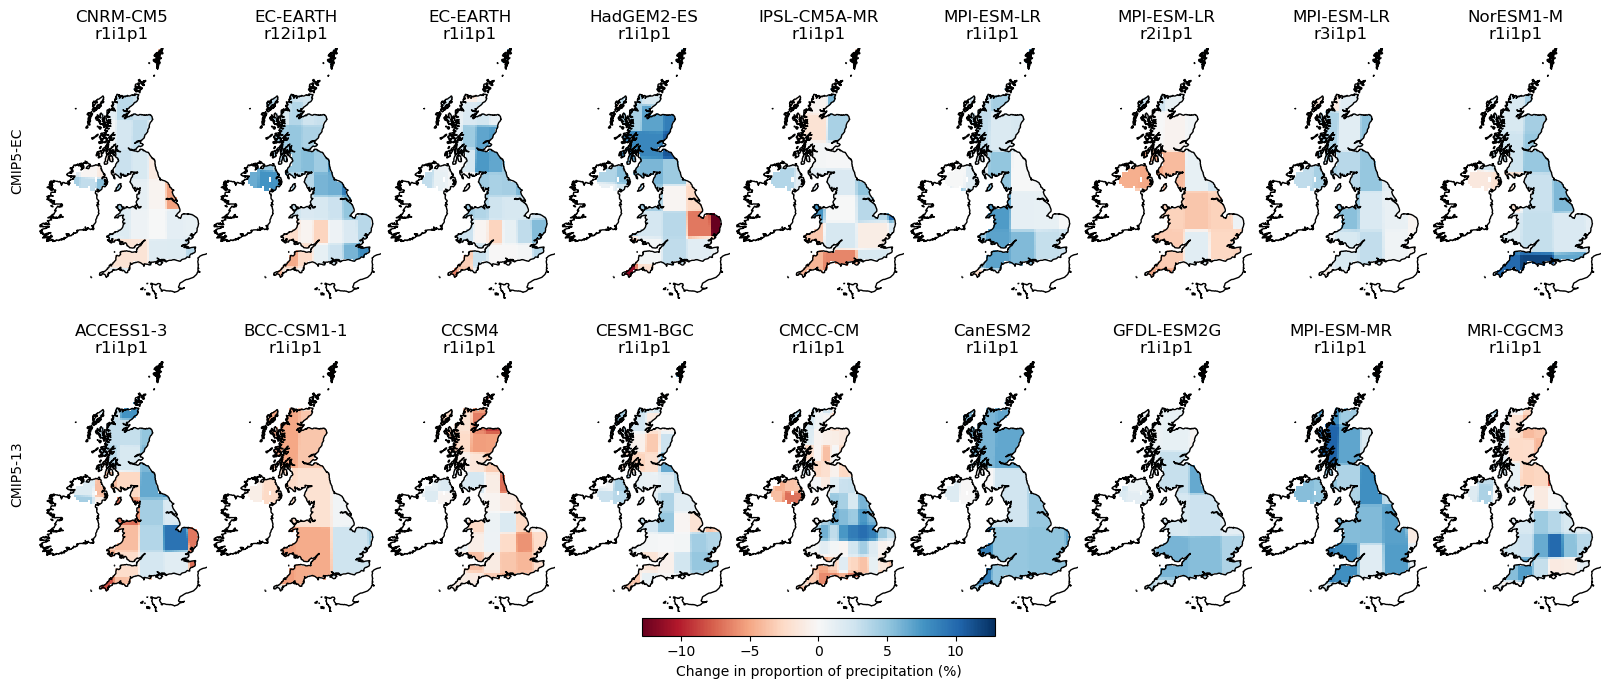 CNRM-CM5
r1i1p1
EC-EARTH
r12i1p1
EC-EARTH
r1i1p1
HadGEM2-ES
r1i1p1
IPSL-CM5A-MR
r1i1p1
MPI-ESM-LR
r1i1p1
MPI-ESM-LR
r2i1p1
MPI-ESM-LR
r3i1p1
NorESM1-M
r1i1p1
CMIP5-EC
ACCESS1-3
r1i1p1
BCC-CSM1-1
r1i1p1
CCSM4
r1i1p1
CESM1-BGC
r1i1p1
CMCC-CM
r1i1p1
CanESM2
r1i1p1
GFDL-ESM2G
r1i1p1
MPI-ESM-MR
r1i1p1
MRI-CGCM3
r1i1p1
CMIP5-13
−10 −5 0 5 10
Change in proportion of precipitation (%)